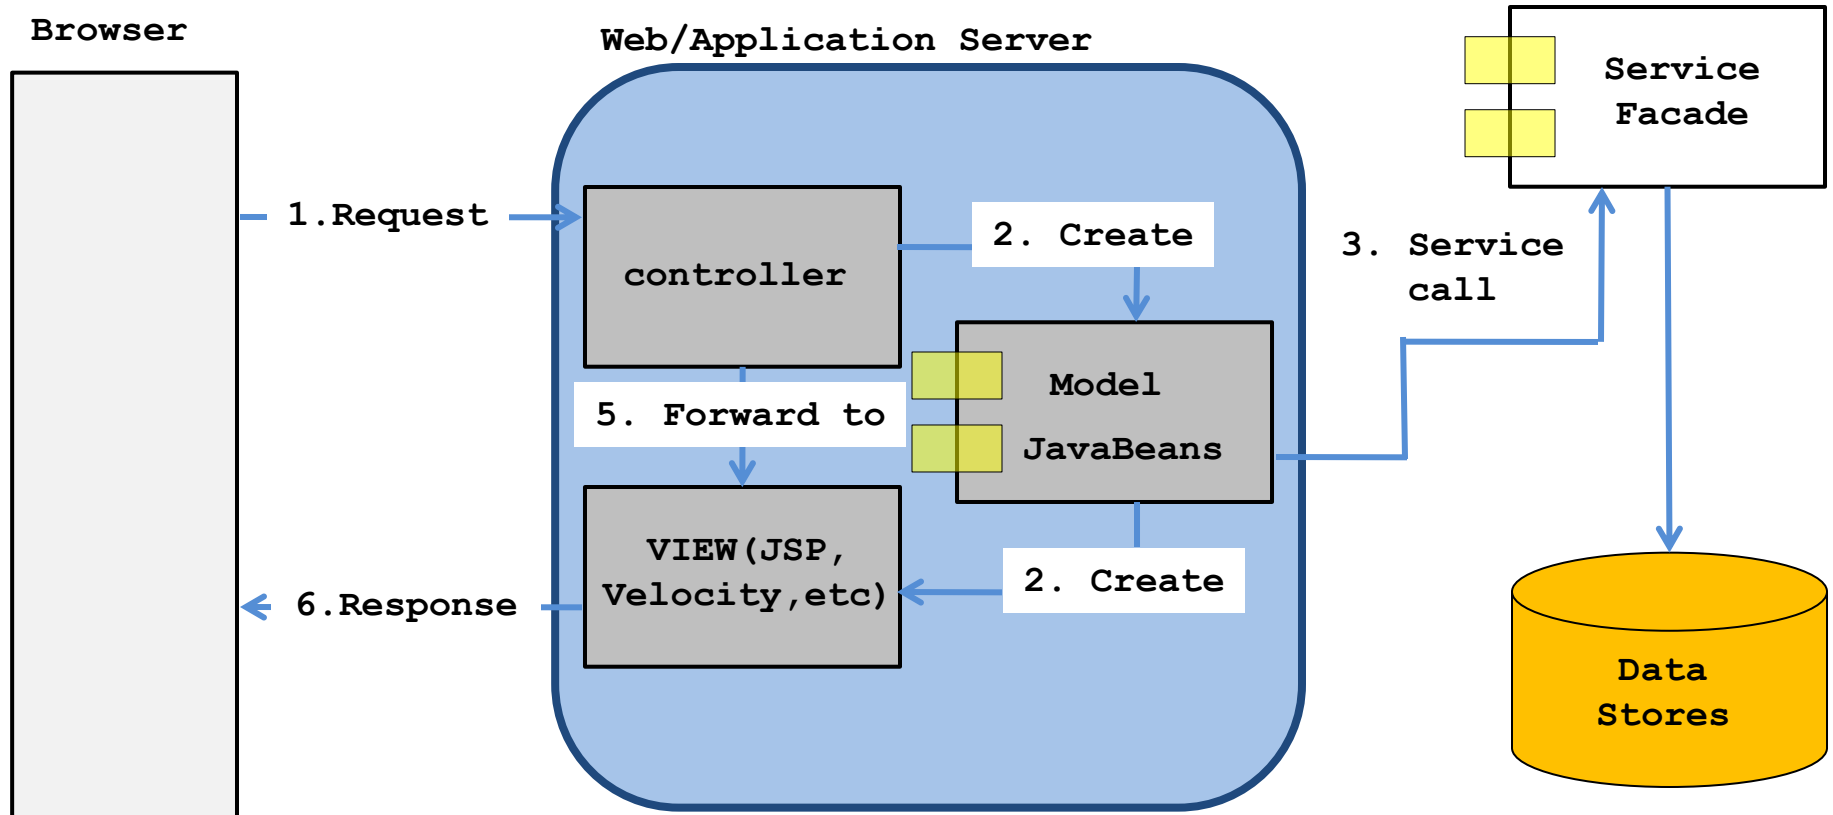 Browser
Web/Application Server
Service
Facade
1.Request
controller
2. Create
3. Service
call
Model
JavaBeans
5. Forward to
VIEW(JSP,
Velocity,etc)
2. Create
6.Response
Data
Stores